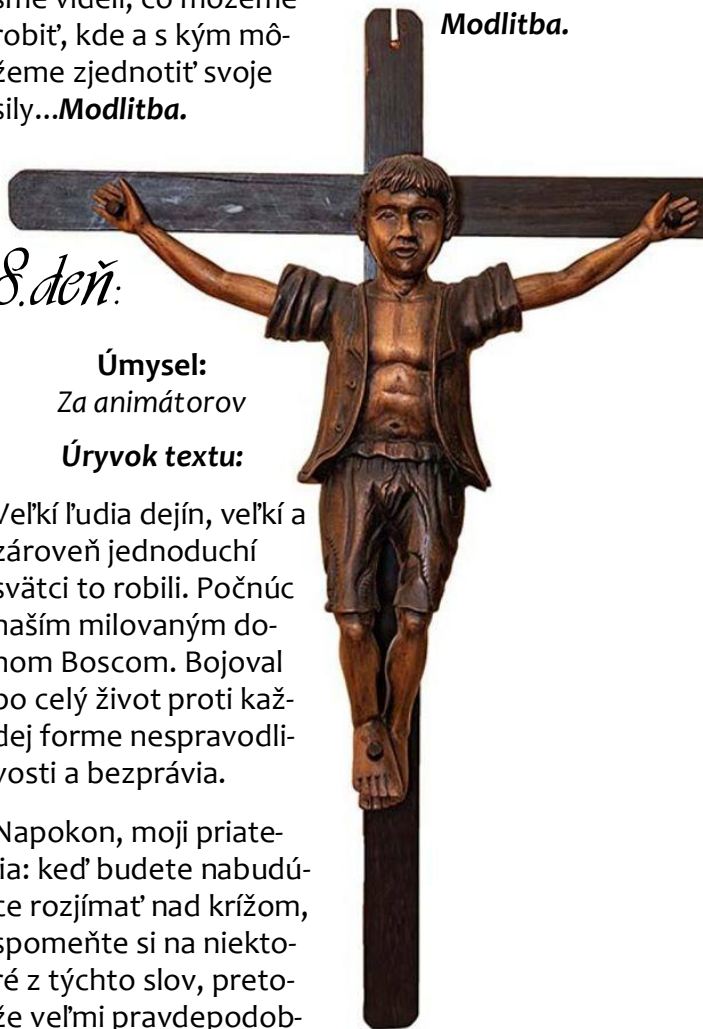 sme videli, čo môžeme
robiť, kde a s kým mô-
žeme zjednotiť svoje
sily...Modlitba.
8.deň:
Úmysel:
Za animátorov
Úryvok textu:
Veľkí ľudia dejín, veľkí a
zároveň jednoduchí
svätci to robili. Počnúc
naším milovaným do-
nom Boscom. Bojoval
po celý život proti kaž-
dej forme nespravodli-
vosti a bezprávia.
Napokon, moji priate-
lia: keď budete nabudú-
ce rozjímať nad krížom,
spomeňte si na niekto-
ré z týchto slov, preto-
že veľmi pravdepodob-
Modlitba.